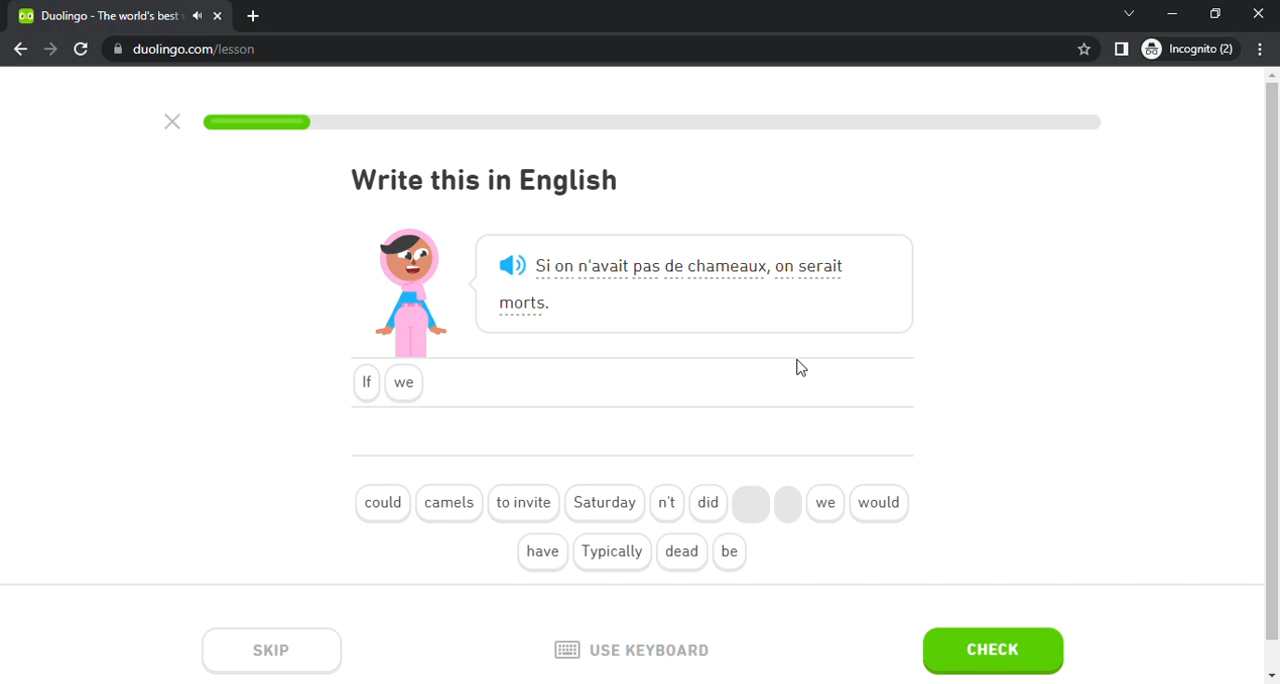 Duolingo - The world's best
duolingo.com/lesson
Incognito (2)
Write this in English
Si on n'avait pas de chameaux, on serait
morts.
If we
could camels to invite Saturday n't did we would
have Typically dead be
SKIP USE KEYBOARD CHECK